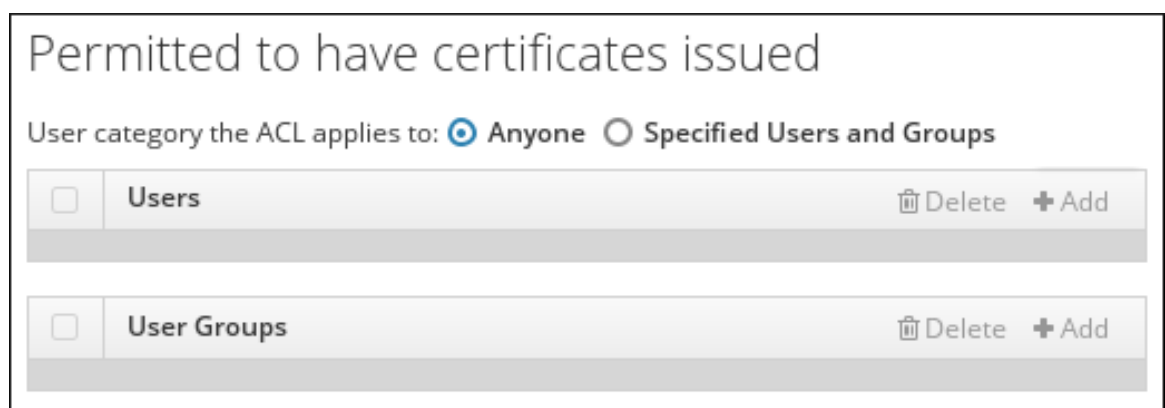 Permitted to have certificates issued
User category the ACL applies to: Anyone Specified Users and Groups
Users Delete Add
User Groups Delete Add